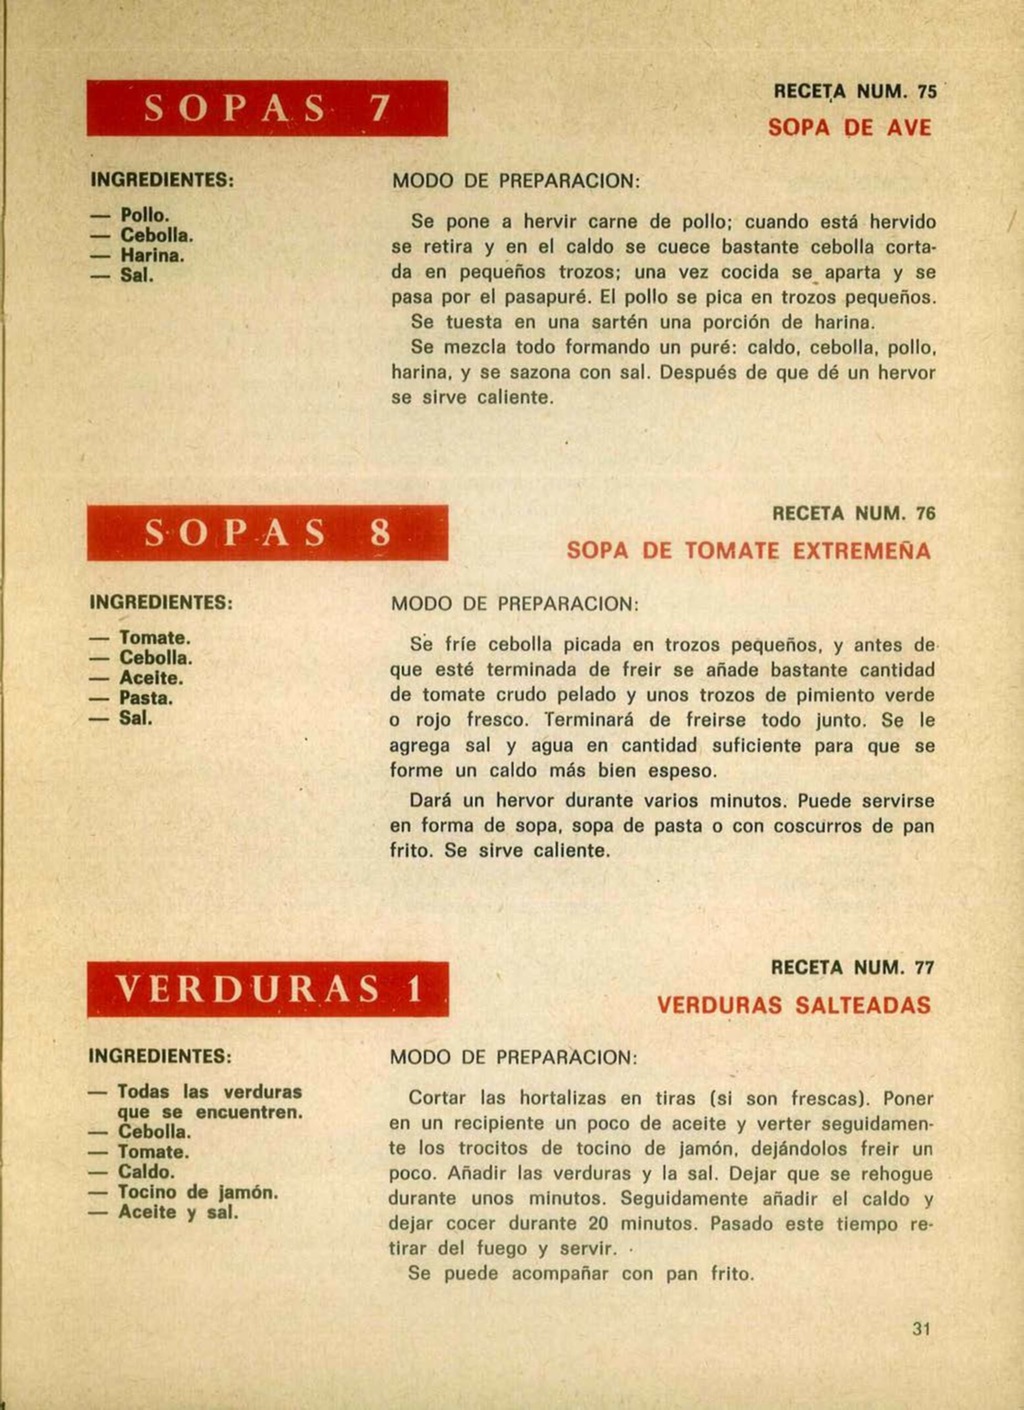 SOPAS 7
RECETA NUM. 75
SOPA DE AVE
INGREDIENTES:
— Pollo.
— Cebolla.
— Harina.
— Sal.
MODO DE PREPARACION:
Se pone a hervir carne de pollo; cuando está hervido
se retira y en el caldo se cuece bastante cebolla corta-
da en pequeños trozos; una vez cocida se aparta y se
pasa por el pasapuré. El pollo se pica en trozos pequeños.
Se tuesta en una sartén una porción de harina.
Se mezcla todo formando un puré: caldo, cebolla, pollo,
harina, y se sazona con sal. Después de que dé un hervor
se sirve caliente.
SOPAS 8
RECETA NUM. 76
SOPA DE TOMATE EXTREMEÑA
INGREDIENTES:
— Tomate.
— Cebolla.
— Aceite.
— Pasta.
— Sal.
MODO DE PREPARACION:
Se fríe cebolla picada en trozos pequeños, y antes de
que esté terminada de freir se añade bastante cantidad
de tomate crudo pelado y unos trozos de pimiento verde
o rojo fresco. Terminará de freirse todo junto. Se le
agrega sal y agua en cantidad suficiente para que se
forme un caldo más bien espeso.
Dará un hervor durante varios minutos. Puede servirse
en forma de sopa, sopa de pasta o con coscurros de pan
frito. Se sirve caliente.
VERDURAS 1
RECETA NUM. 77
VERDURAS SALTEADAS
INGREDIENTES:
— Todas las verduras
que se encuentren.
— Cebolla.
— Tomate.
— Caldo.
— Tocino de jamón.
— Aceite y sal.
MODO DE PREPARACION:
Cortar las hortalizas en tiras (si son frescas). Poner
en un recipiente un poco de aceite y verter seguidamen-
te los trocitos de tocino de jamón, dejándolos freir un
poco. Añadir las verduras y la sal. Dejar que se rehogue
durante unos minutos. Seguidamente añadir el caldo y
dejar cocer durante 20 minutos. Pasado este tiempo re-
tirar del fuego y servir.
Se puede acompañar con pan frito.
31